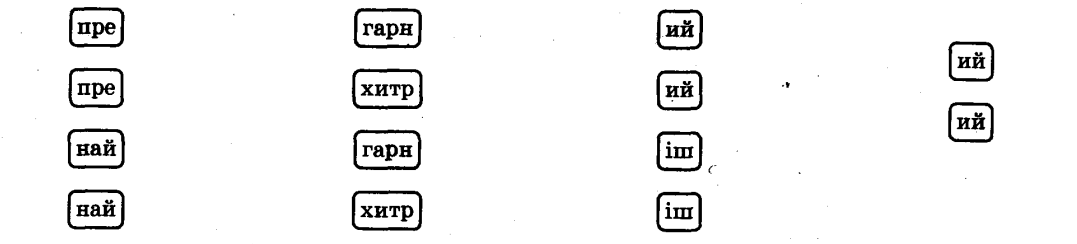 пре гарн ий
ий
пре хитр ий
ий
най гарн іш
най хитр іш